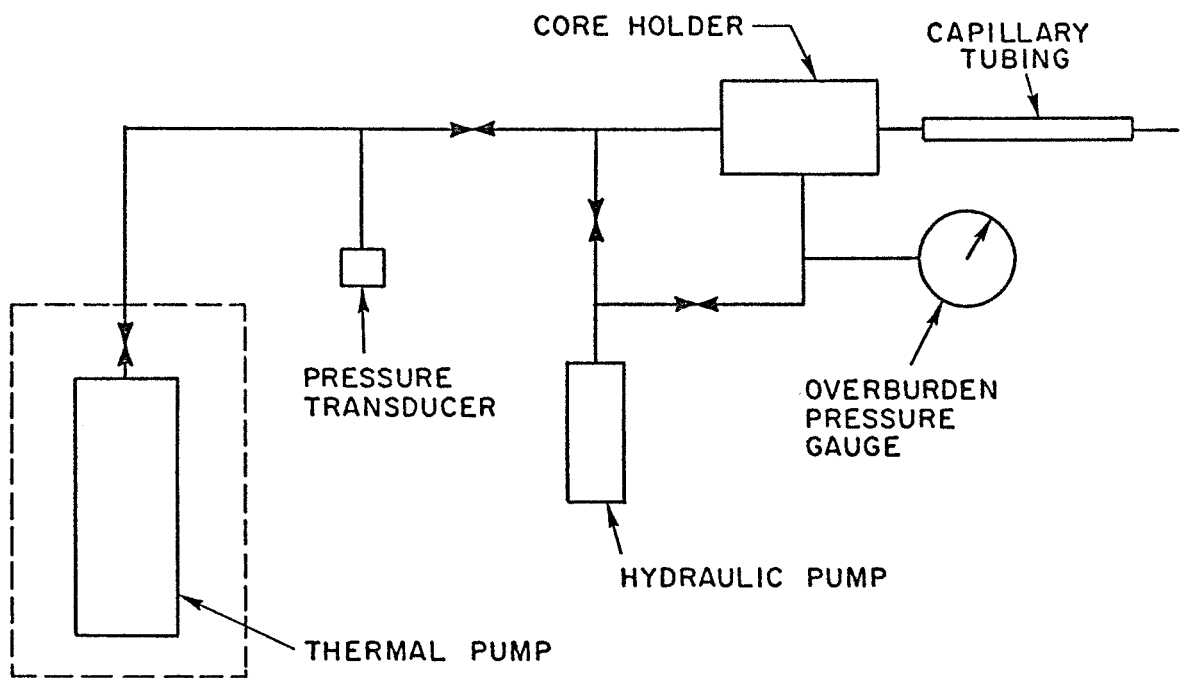 CORE HOLDER
CAPILLARY
TUBING
PRESSURE
TRANSDUCER
OVERBURDEN
PRESSURE
GAUGE
HYDRAULIC PUMP
THERMAL PUMP